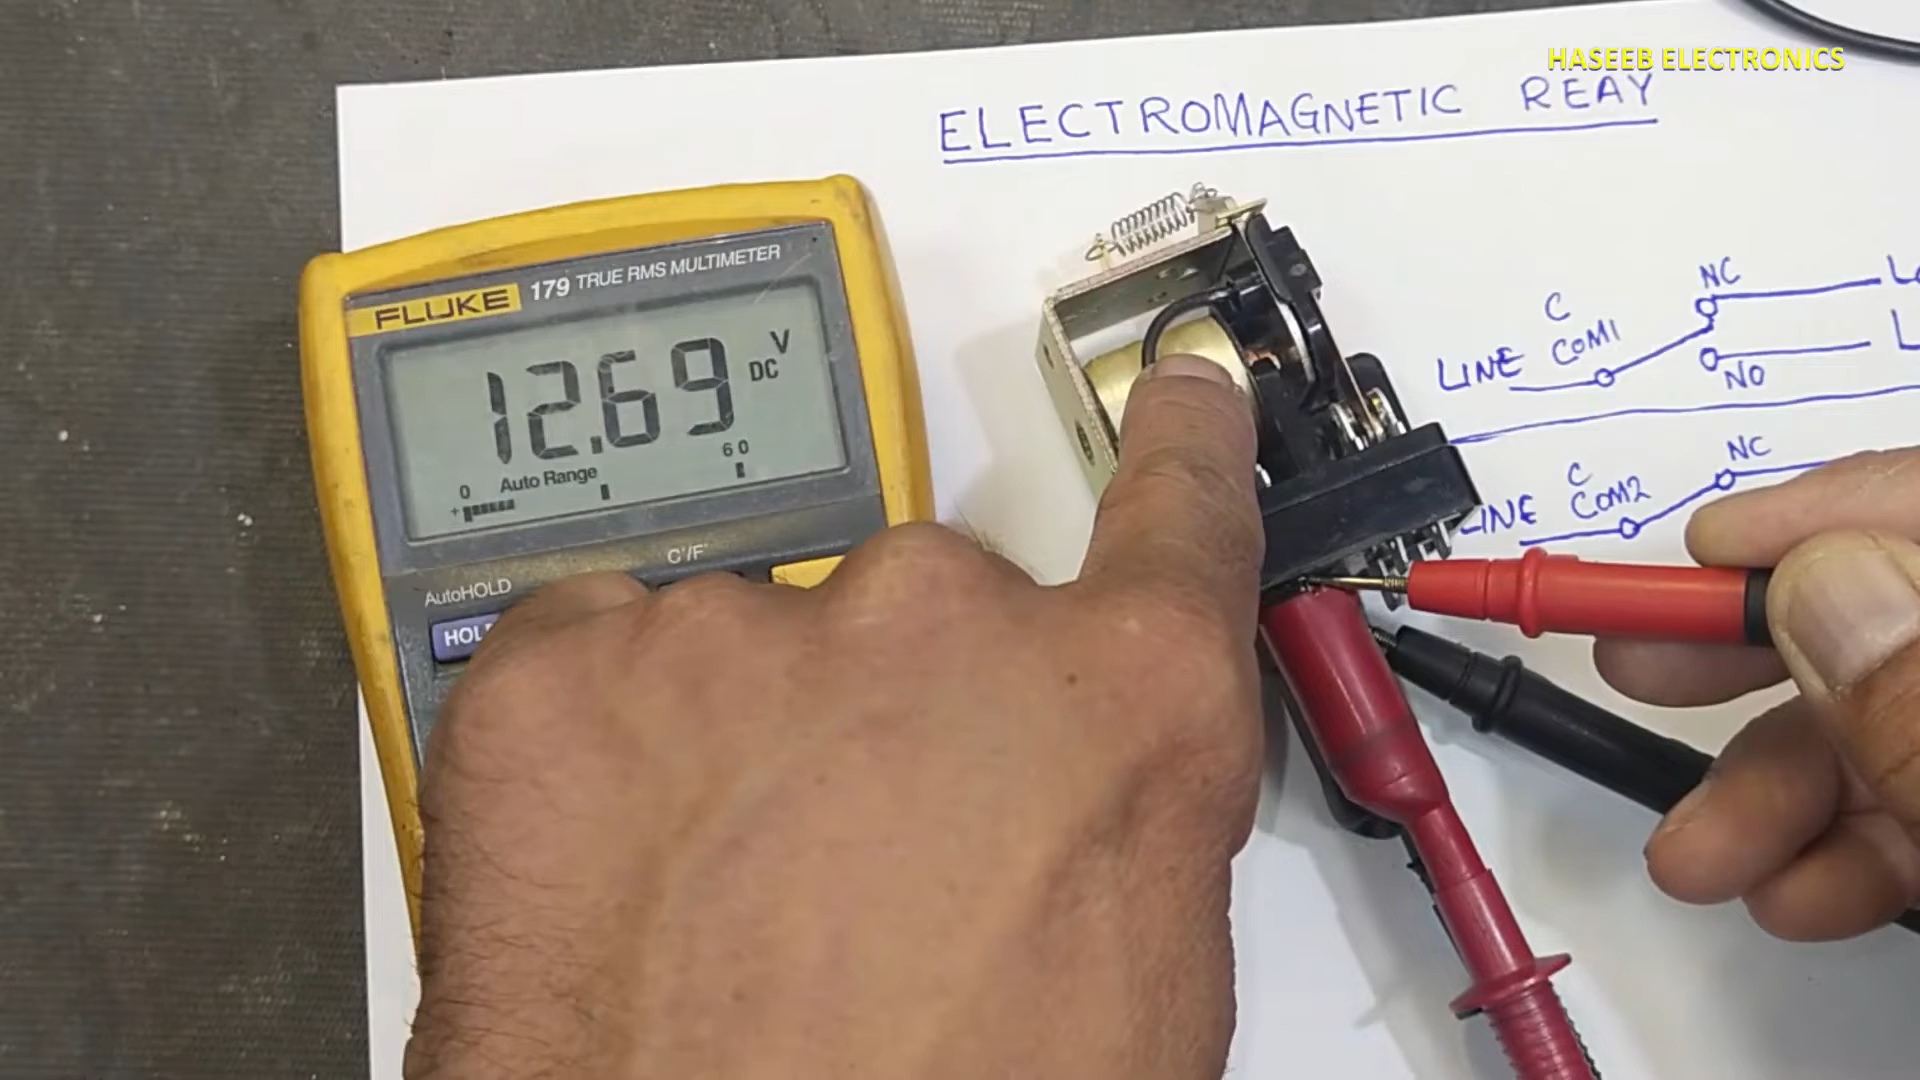 HASEEB ELECTRONICS
ELECTROMAGNETIC REAY
FLUKE 179 TRUE RMS MULTIMETER
12.69 V DC
0 Auto Range 60
C°/F°
AutoHOLD
NC
C
COM1
LINE
NO
NC
C
COM2
LINE